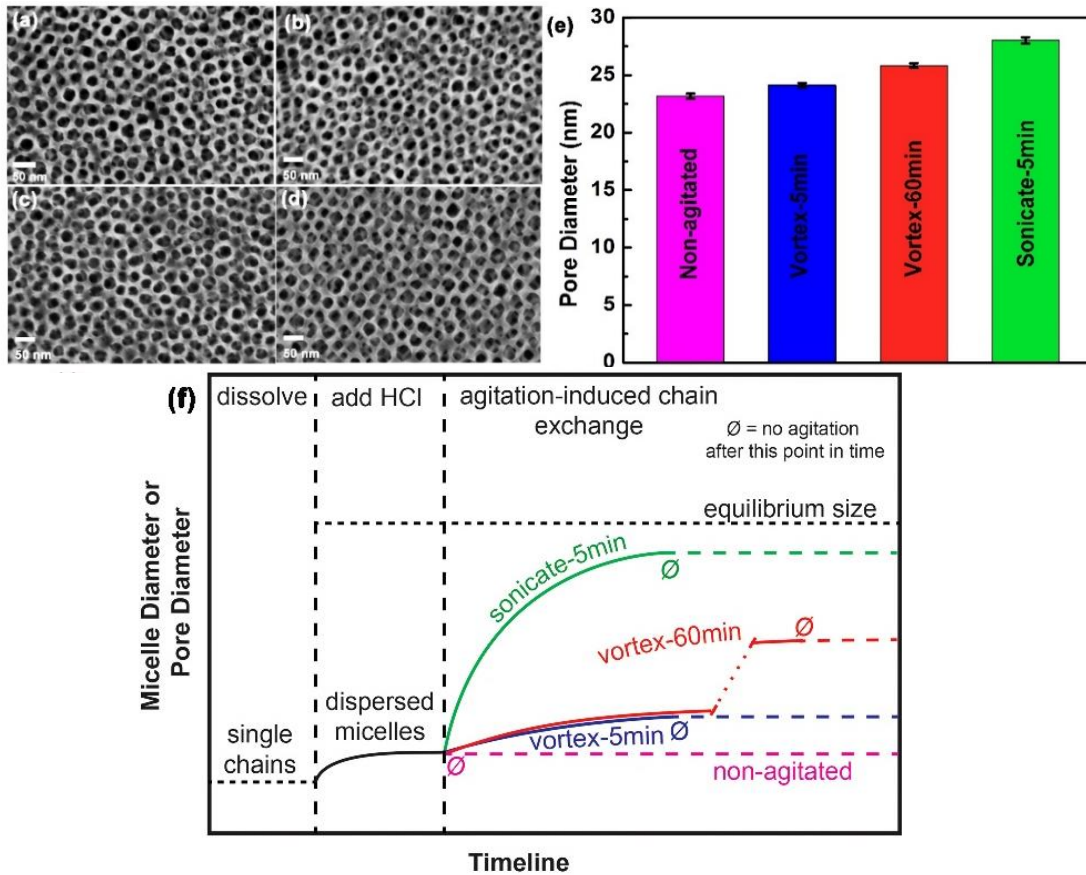 (a)
50 nm
(b)
50 nm
(c)
50 nm
(d)
50 nm
(e)
Pore Diameter (nm)
30
25
20
15
10
5
0
Non-agitated
Vortex-5min
Vortex-60min
Sonicate-5min
(f)
dissolve
add HCl
agitation-induced chain
exchange
Ø = no agitation
after this point in time
Micelle Diameter or
Pore Diameter
equilibrium size
sonicate-5min
Ø
vortex-60min
Ø
dispersed
micelles
single
chains
vortex-5min Ø
Ø
non-agitated
Timeline